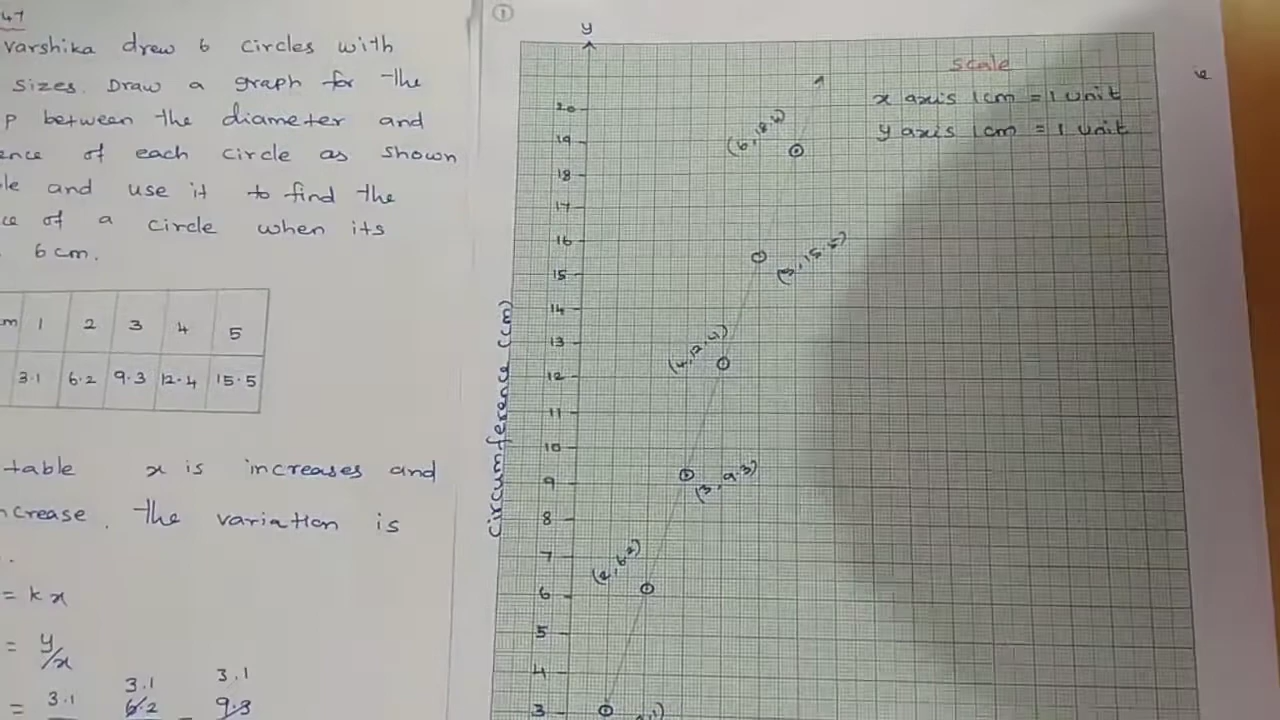 47
varshika drew 6 circles with
sizes. Draw a graph for the
p between the diameter and
ence of each circle as shown
le and use it to find the
ce of a circle when its
6 cm.
m 1 2 3 4 5
3.1 6.2 9.3 12.4 15.5
table x is increases and
ncrease. The variation is
.
= kx
= y/x
3.1 3.1
= 3.1 6.2 9.3
1
y
scale
x axis 1cm = 1 unit
y axis 1cm = 1 unit
20
19
18
17
16
15
14
13
12
11
10
9
8
7
6
5
4
3
(5, 15.5)
(4, 12.4)
(3, 9.3)
(2, 6.2)
circumference (cm)
ie